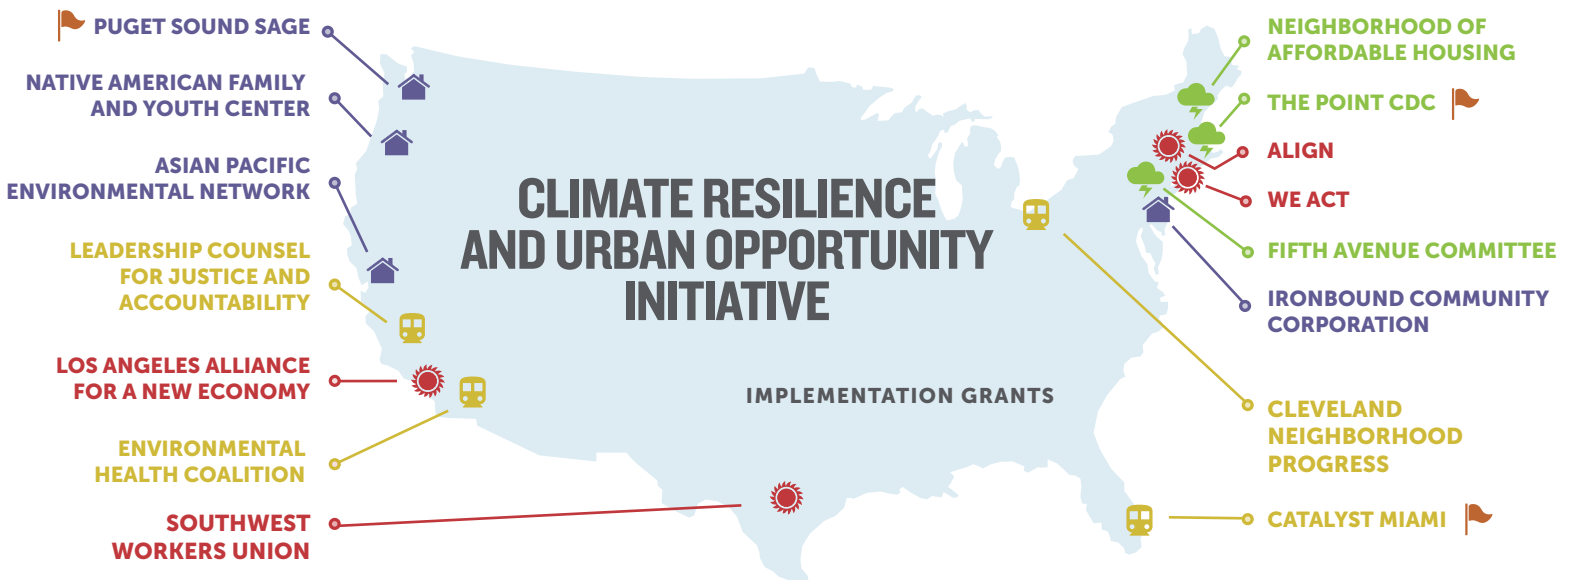 PUGET SOUND SAGE
NATIVE AMERICAN FAMILY
AND YOUTH CENTER
ASIAN PACIFIC
ENVIRONMENTAL NETWORK
LEADERSHIP COUNSEL
FOR JUSTICE AND
ACCOUNTABILITY
LOS ANGELES ALLIANCE
FOR A NEW ECONOMY
ENVIRONMENTAL
HEALTH COALITION
SOUTHWEST
WORKERS UNION
CLIMATE RESILIENCE
AND URBAN OPPORTUNITY
INITIATIVE
IMPLEMENTATION GRANTS
NEIGHBORHOOD OF
AFFORDABLE HOUSING
THE POINT CDC
ALIGN
WE ACT
FIFTH AVENUE COMMITTEE
IRONBOUND COMMUNITY
CORPORATION
CLEVELAND
NEIGHBORHOOD
PROGRESS
CATALYST MIAMI